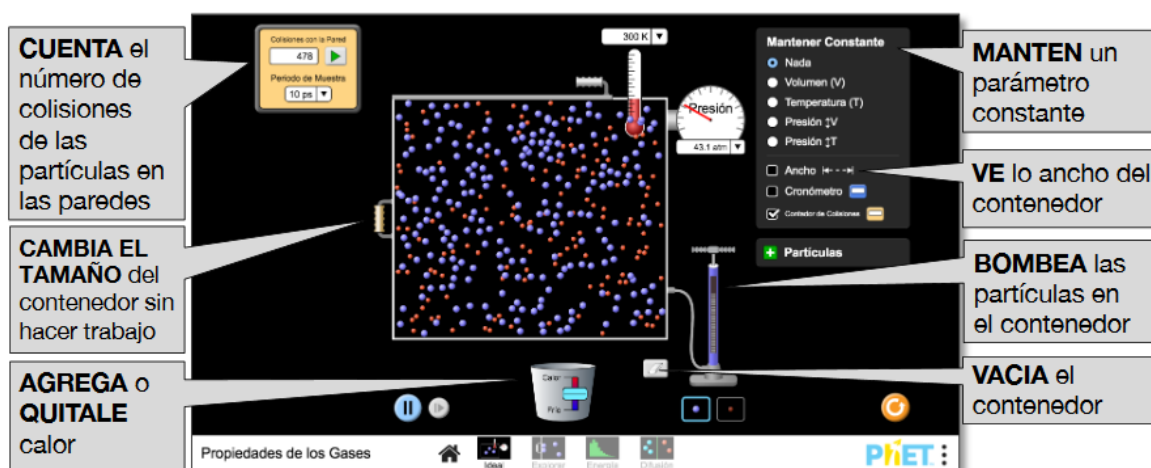 CUENTA el
número de
colisiones
de las
partículas en
las paredes
CAMBIA EL
TAMAÑO del
contenedor sin
hacer trabajo
AGREGA o
QUITALE
calor
Colisiones con la Pared
478
Periodo de Muestra
10 ps
300 K
Presión
43.1 atm
Mantener Constante
Nada
Volumen (V)
Temperatura (T)
Presión ↕V
Presión ↕T
Ancho
Cronómetro
Contador de Colisiones
Partículas
Calor
Frío
Propiedades de los Gases
Ideal
Explorar
Energía
Difusión
PhET
MANTEN un
parámetro
constante
VE lo ancho del
contenedor
BOMBEA las
partículas en
el contenedor
VACIA el
contenedor